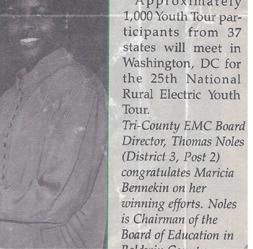 Approximately
1,000 Youth Tour par-
ticipants from 37
states will meet in
Washington, DC for
the 25th National
Rural Electric Youth
Tour.
Tri-County EMC Board
Director, Thomas Noles
(District 3, Post 2)
congratulates Maricia
Bennekin on her
winning efforts. Noles
is Chairman of the
Board of Education in